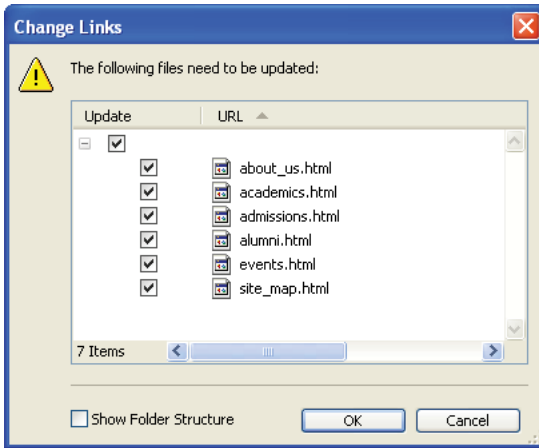 Change Links
The following files need to be updated:
Update URL
about_us.html
academics.html
admissions.html
alumni.html
events.html
site_map.html
7 Items
Show Folder Structure OK Cancel